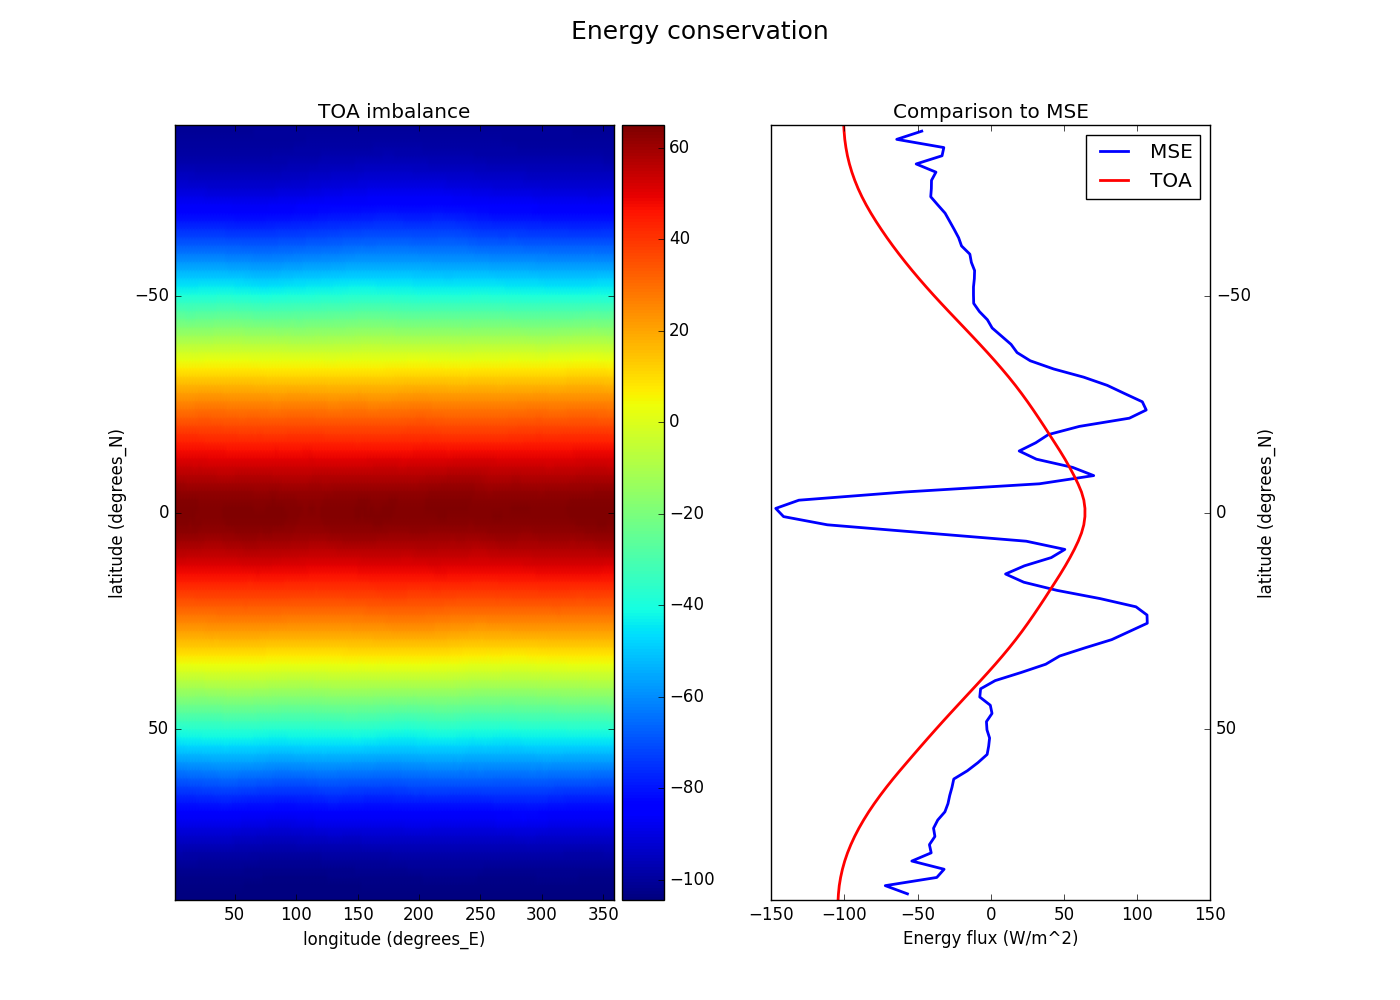 Energy conservation
TOA imbalance
−50
0
50
latitude (degrees_N)
50 100 150 200 250 300 350
longitude (degrees_E)
60
40
20
0
−20
−40
−60
−80
−100
Comparison to MSE
MSE
TOA
−50
0
50
latitude (degrees_N)
−150 −100 −50 0 50 100 150
Energy flux (W/m^2)